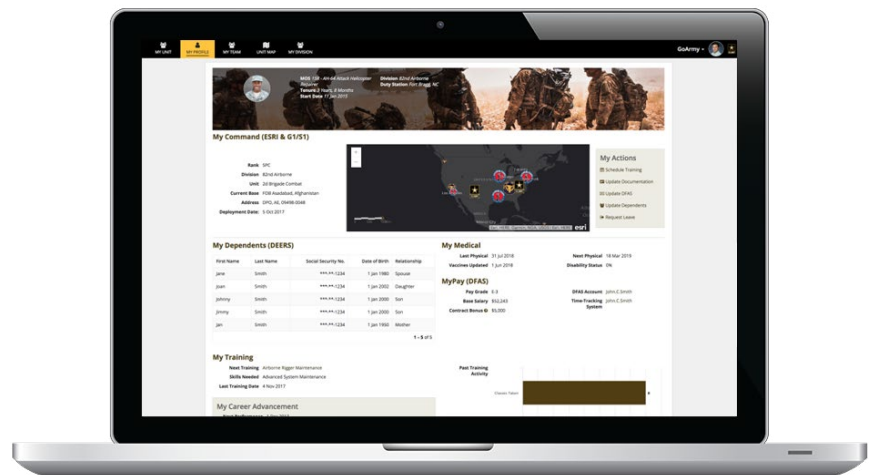 MY UNIT
MY PROFILE
MY TEAM
UNIT MAP
MY DIVISION
GoArmy
MOS 15R - AH-64 Attack Helicopter Repairer
Tenure 2 Years, 8 Months
Start Date 11 Jan 2015
Division 82nd Airborne
Duty Station Fort Bragg, NC
My Command (ESRI & G1/S1)
Rank SPC
Division 82nd Airborne
Unit 2d Brigade Combat
Current Base FOB Asadabad, Afghanistan
Address DPO, AE, 09498-0048
Deployment Date: 5 Oct 2017
esri
My Actions
Schedule Training
Update Documentation
Update DFAS
Update Dependents
Request Leave
My Dependents (DEERS)
First Name Last Name Social Security No. Date of Birth Relationship
Jane Smith ***-**-1234 1 Jan 1980 Spouse
Joan Smith ***-**-1234 1 Jan 2002 Daughter
Johnny Smith ***-**-1234 1 Jan 2000 Son
Jimmy Smith ***-**-1234 1 Jan 2000 Son
Jan Smith ***-**-1234 1 Jan 1950 Mother
1 - 5 of 5
My Medical
Last Physical 31 Jul 2018
Vaccines Updated 1 Jun 2018
Next Physical 18 Mar 2019
Disability Status 0%
MyPay (DFAS)
Pay Grade E-3
Base Salary $52,243
Contract Bonus $5,000
DFAS Account John.C.Smith
Time-Tracking System John.C.Smith
My Training
Next Training Airborne Rigger Maintenance
Skills Needed Advanced System Maintenance
Last Training Date 4 Nov 2017
Past Training Activity
Classes Taken
My Career Advancement